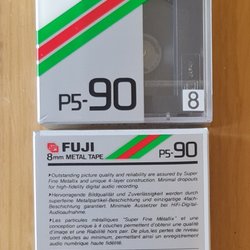 P5-90
8
FUJI
8mm METAL TAPE
P5-90
•Outstanding picture quality and reliability are assured by Super
Fine Metallix and unique 4-layer construction. Minimal dropouts
for high-fidelity digital audio recording.
•Hervorragende Bildqualität und Zuverlässigkeit werden durch
superfeine Metallpartikel-Beschichtung und einzigartige 4fach-
Beschichtung garantiert. Minimale Aussetzer bei HiFi-Digital-
Audioaufnahme.
•Les particules métalliques "Super Fine Metallix" et une
conception unique à 4 couches permettent d'obtenir une qualité
d'image et une fiabilité hors de pair. De plus les pertes de niveau
sont réduites au minimum, permettant ainsi un enregistrement
audio numérique haute fidélité.